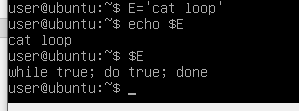 user@ubuntu:~$ E='cat loop'
user@ubuntu:~$ echo $E
cat loop
user@ubuntu:~$ $E
while true; do true; done
user@ubuntu:~$ _